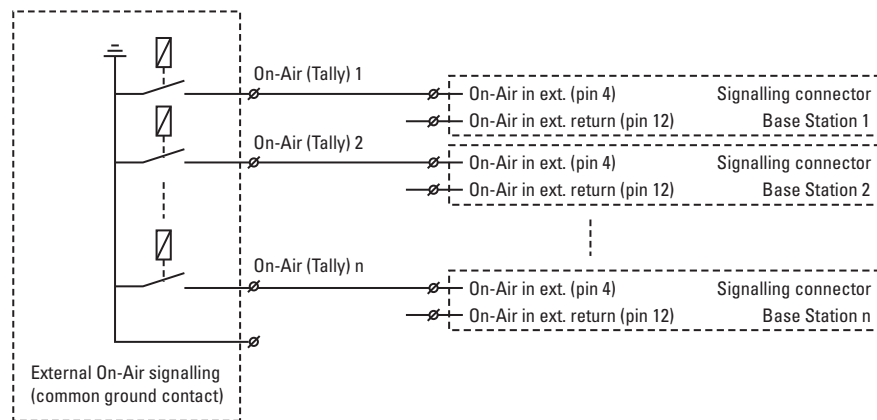 On-Air (Tally) 1
On-Air in ext. (pin 4) Signalling connector
On-Air in ext. return (pin 12) Base Station 1
On-Air (Tally) 2
On-Air in ext. (pin 4) Signalling connector
On-Air in ext. return (pin 12) Base Station 2
On-Air (Tally) n
On-Air in ext. (pin 4) Signalling connector
On-Air in ext. return (pin 12) Base Station n
External On-Air signalling
(common ground contact)